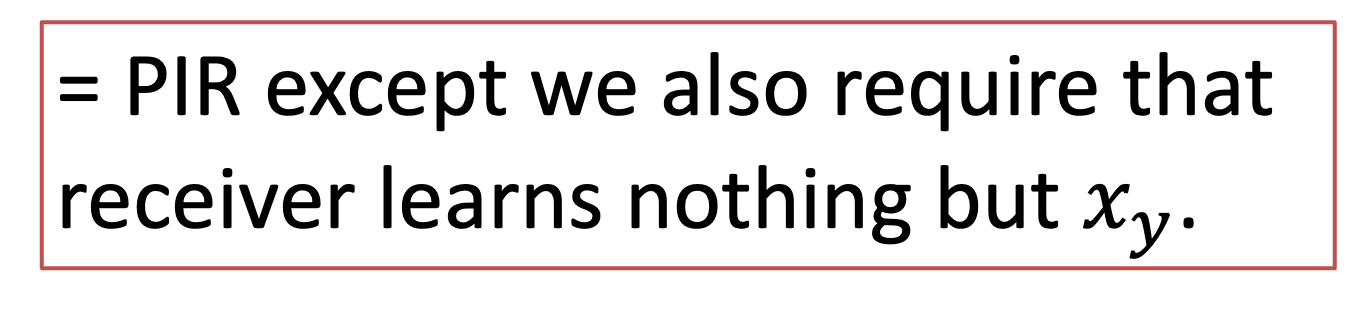 = PIR except we also require that
receiver learns nothing but 𝑥𝑦.